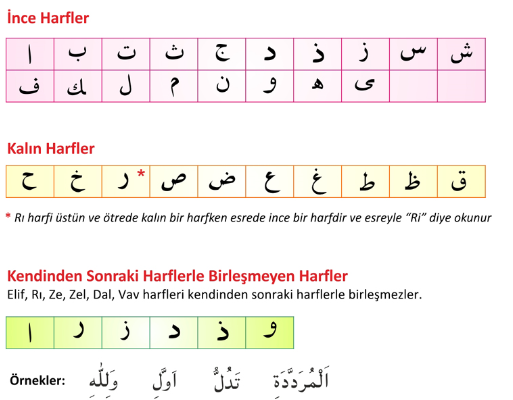 İnce Harfler
ا ب ت ث ج د ذ ز س ش
ف ك ل م ن و ه ى
Kalın Harfler
ح خ ر * ص ض ع غ ط ظ ق
* Rı harfi üstün ve ötrede kalın bir harfken esrede ince bir harfdir ve esreyle “Ri” diye okunur
Kendinden Sonraki Harflerle Birleşmeyen Harfler
Elif, Rı, Ze, Zel, Dal, Vav harfleri kendinden sonraki harflerle birleşmezler.
ا ر ز د ذ و
Örnekler: وَلِلّٰهِ اَوَّلِ تَدُلُّ اَلْمُرَدَّدَةِ